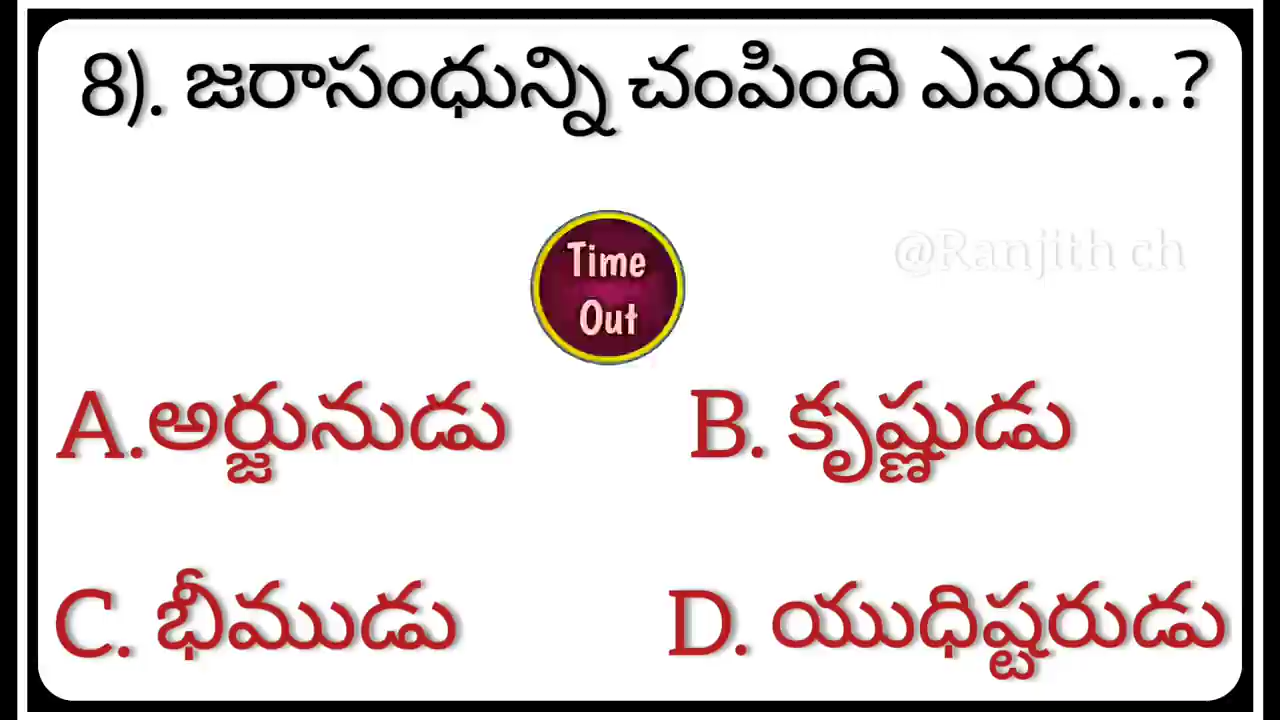 8). జరాసంధున్ని చంపింది ఎవరు..?
@Ranjith ch
Time
Out
A.అర్జునుడు
B. కృష్ణుడు
C. భీముడు
D. యుధిష్టరుడు